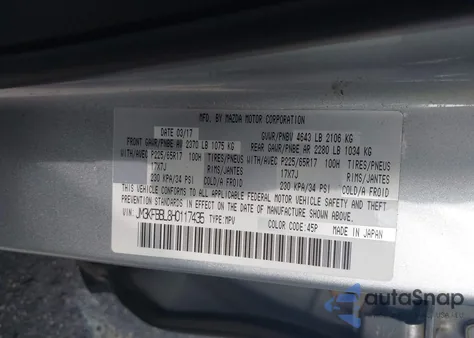 MFD. BY MAZDA MOTOR CORPORATION
DATE 03/17 GVWR/PNBV 4643 LB 2106 KG
FRONT GAWR/PNBE AV 2370 LB 1075 KG REAR GAWR/PNBE AR 2280 LB 1034 KG
WITH/AVEC P225/65R17 100H TIRES/PNEUS WITH/AVEC P225/65R17 100H TIRES/PNEUS
17X7J RIMS/JANTES 17X7J RIMS/JANTES
230 KPA/34 PSI 230 KPA/34 PSI
THIS VEHICLE CONFORMS TO ALL APPLICABLE FEDERAL MOTOR VEHICLE SAFETY AND THEFT
PREVENTION STANDARDS IN EFFECT ON THE DATE OF MANUFACTURE SHOWN ABOVE.
VIN: JM3KFBBL8H0117435 TYPE:MPV COLOR CODE:45P MADE IN JAPAN
autoSnap